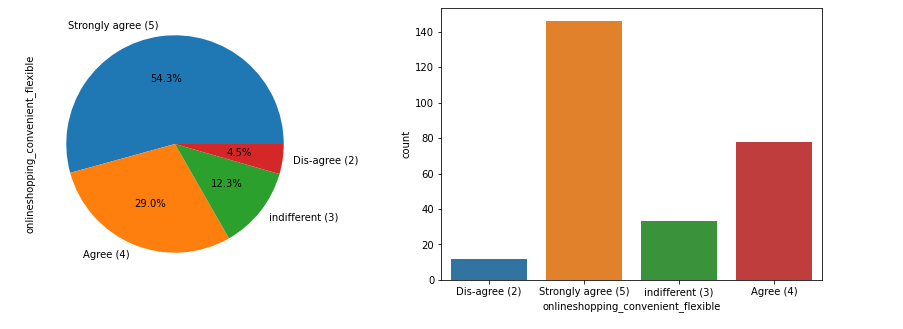 Strongly agree (5)
onlineshopping_convenient_flexible
54.3%
4.5%
Dis-agree (2)
12.3%
29.0%
indifferent (3)
Agree (4)
140
120
100
80
60
40
20
0
count
Dis-agree (2) Strongly agree (5) indifferent (3) Agree (4)
onlineshopping_convenient_flexible